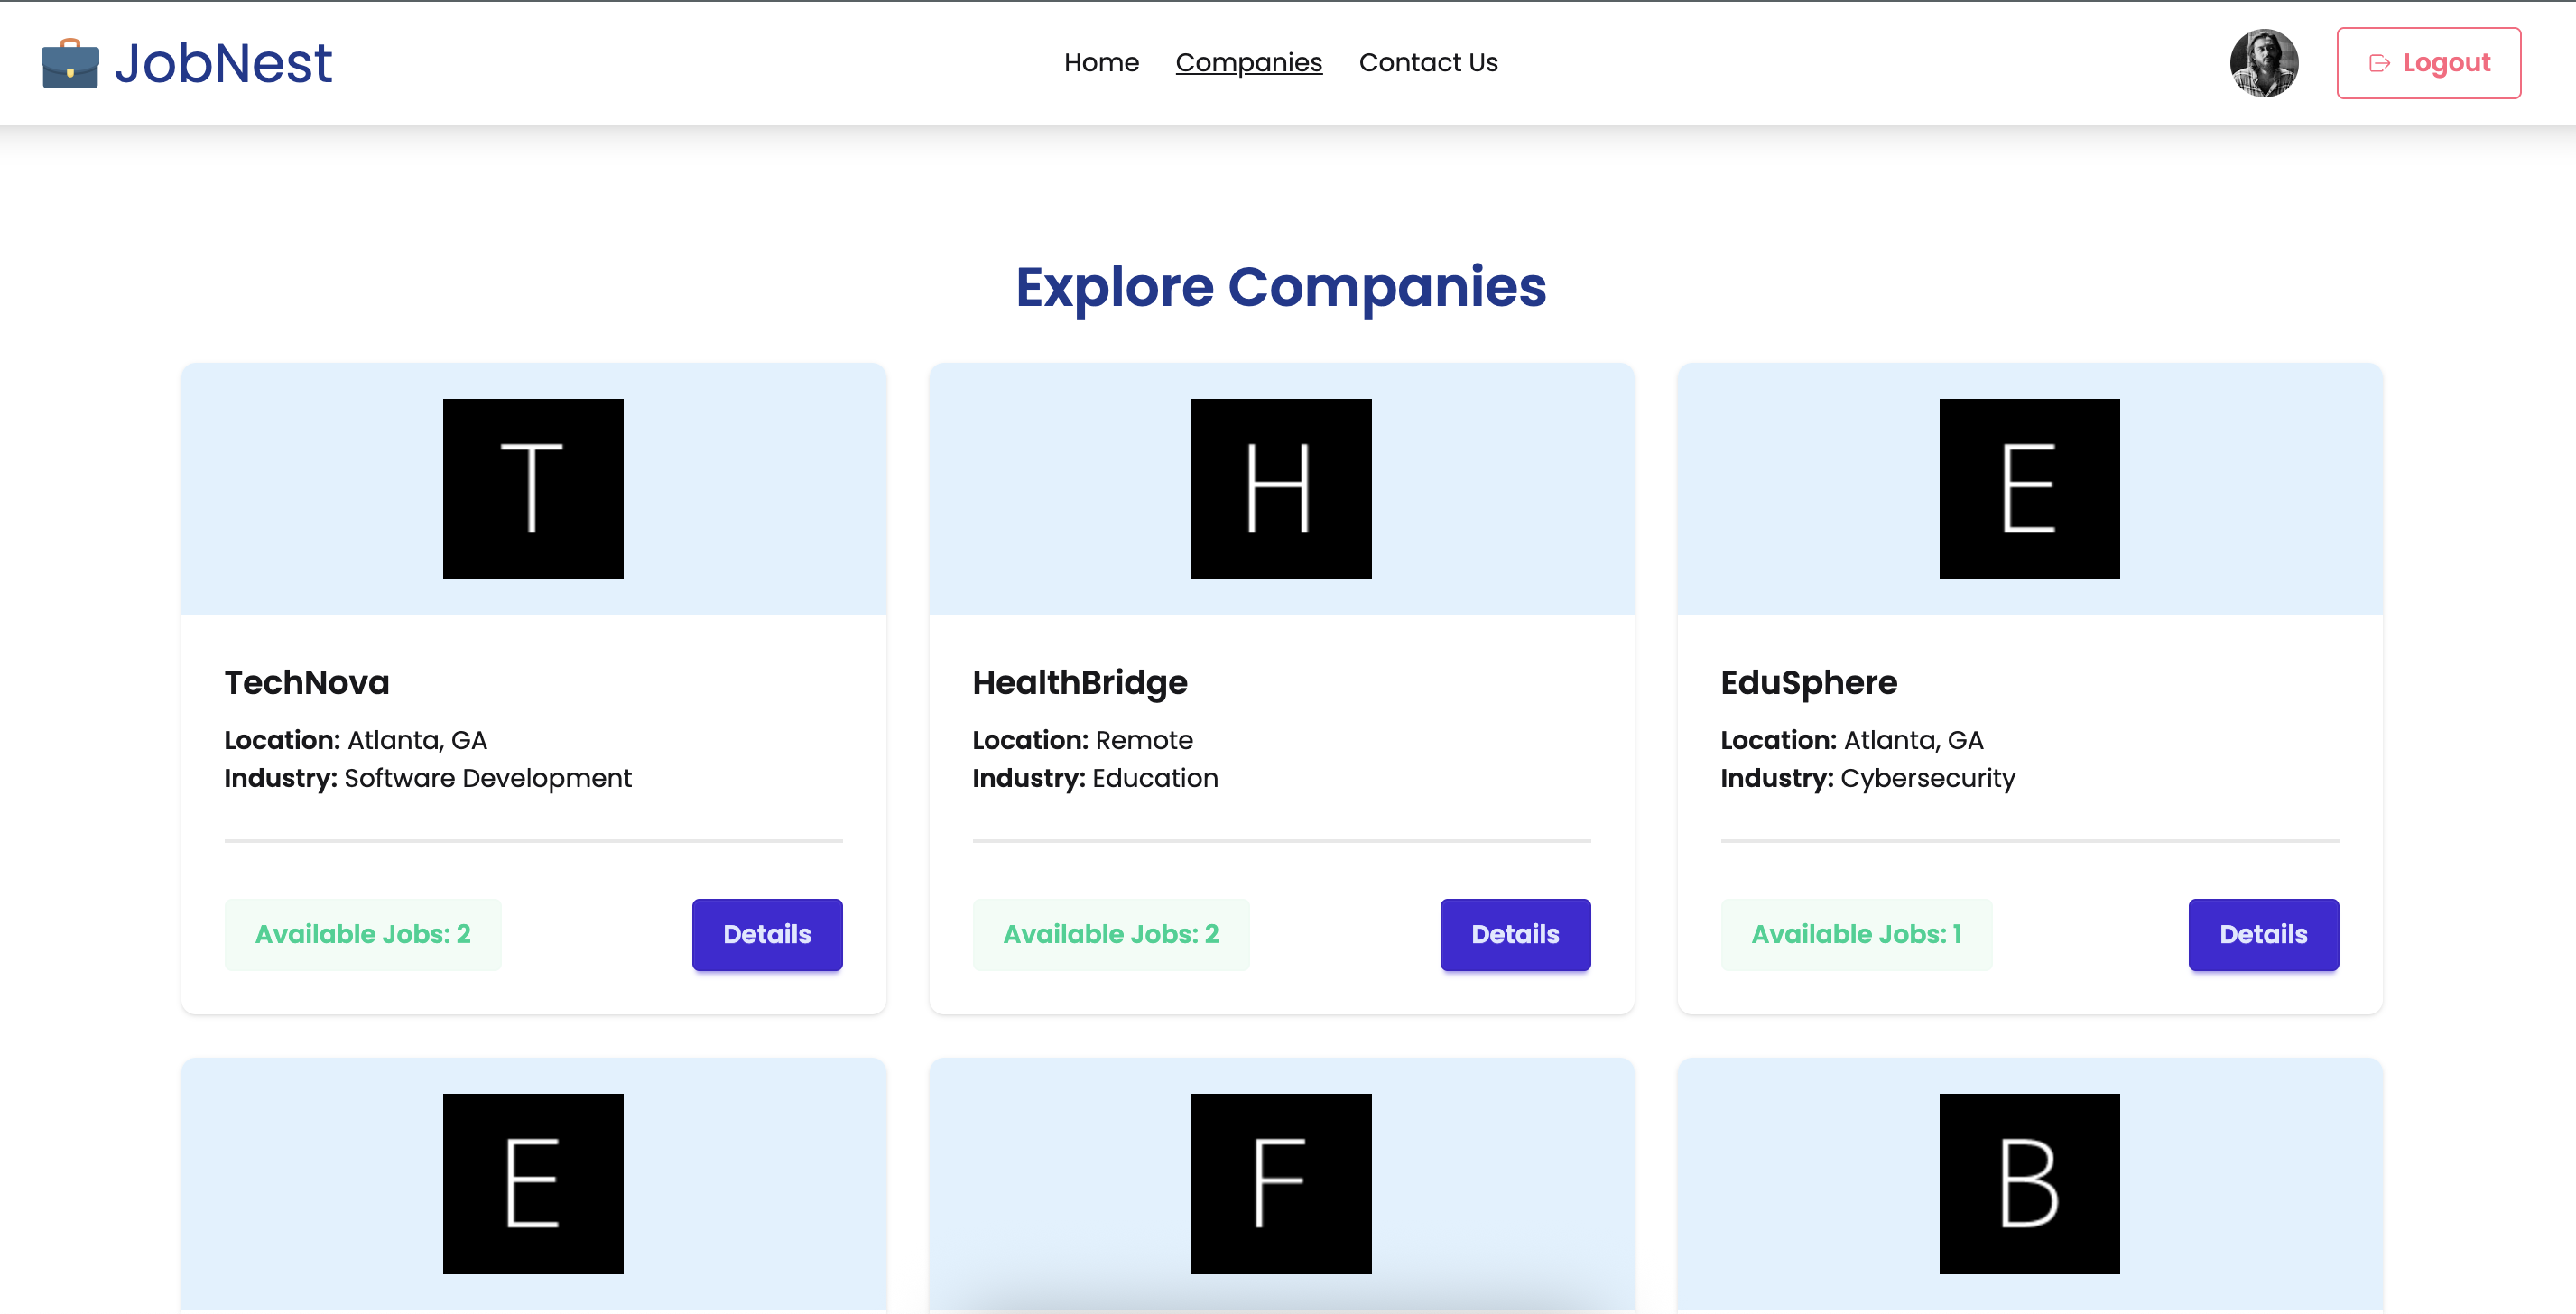 JobNest
Home Companies Contact Us
Logout
Explore Companies
T H E
TechNova HealthBridge EduSphere
Location: Atlanta, GA Location: Remote Location: Atlanta, GA
Industry: Software Development Industry: Education Industry: Cybersecurity
Available Jobs: 2 Details Available Jobs: 2 Details Available Jobs: 1 Details
E F B